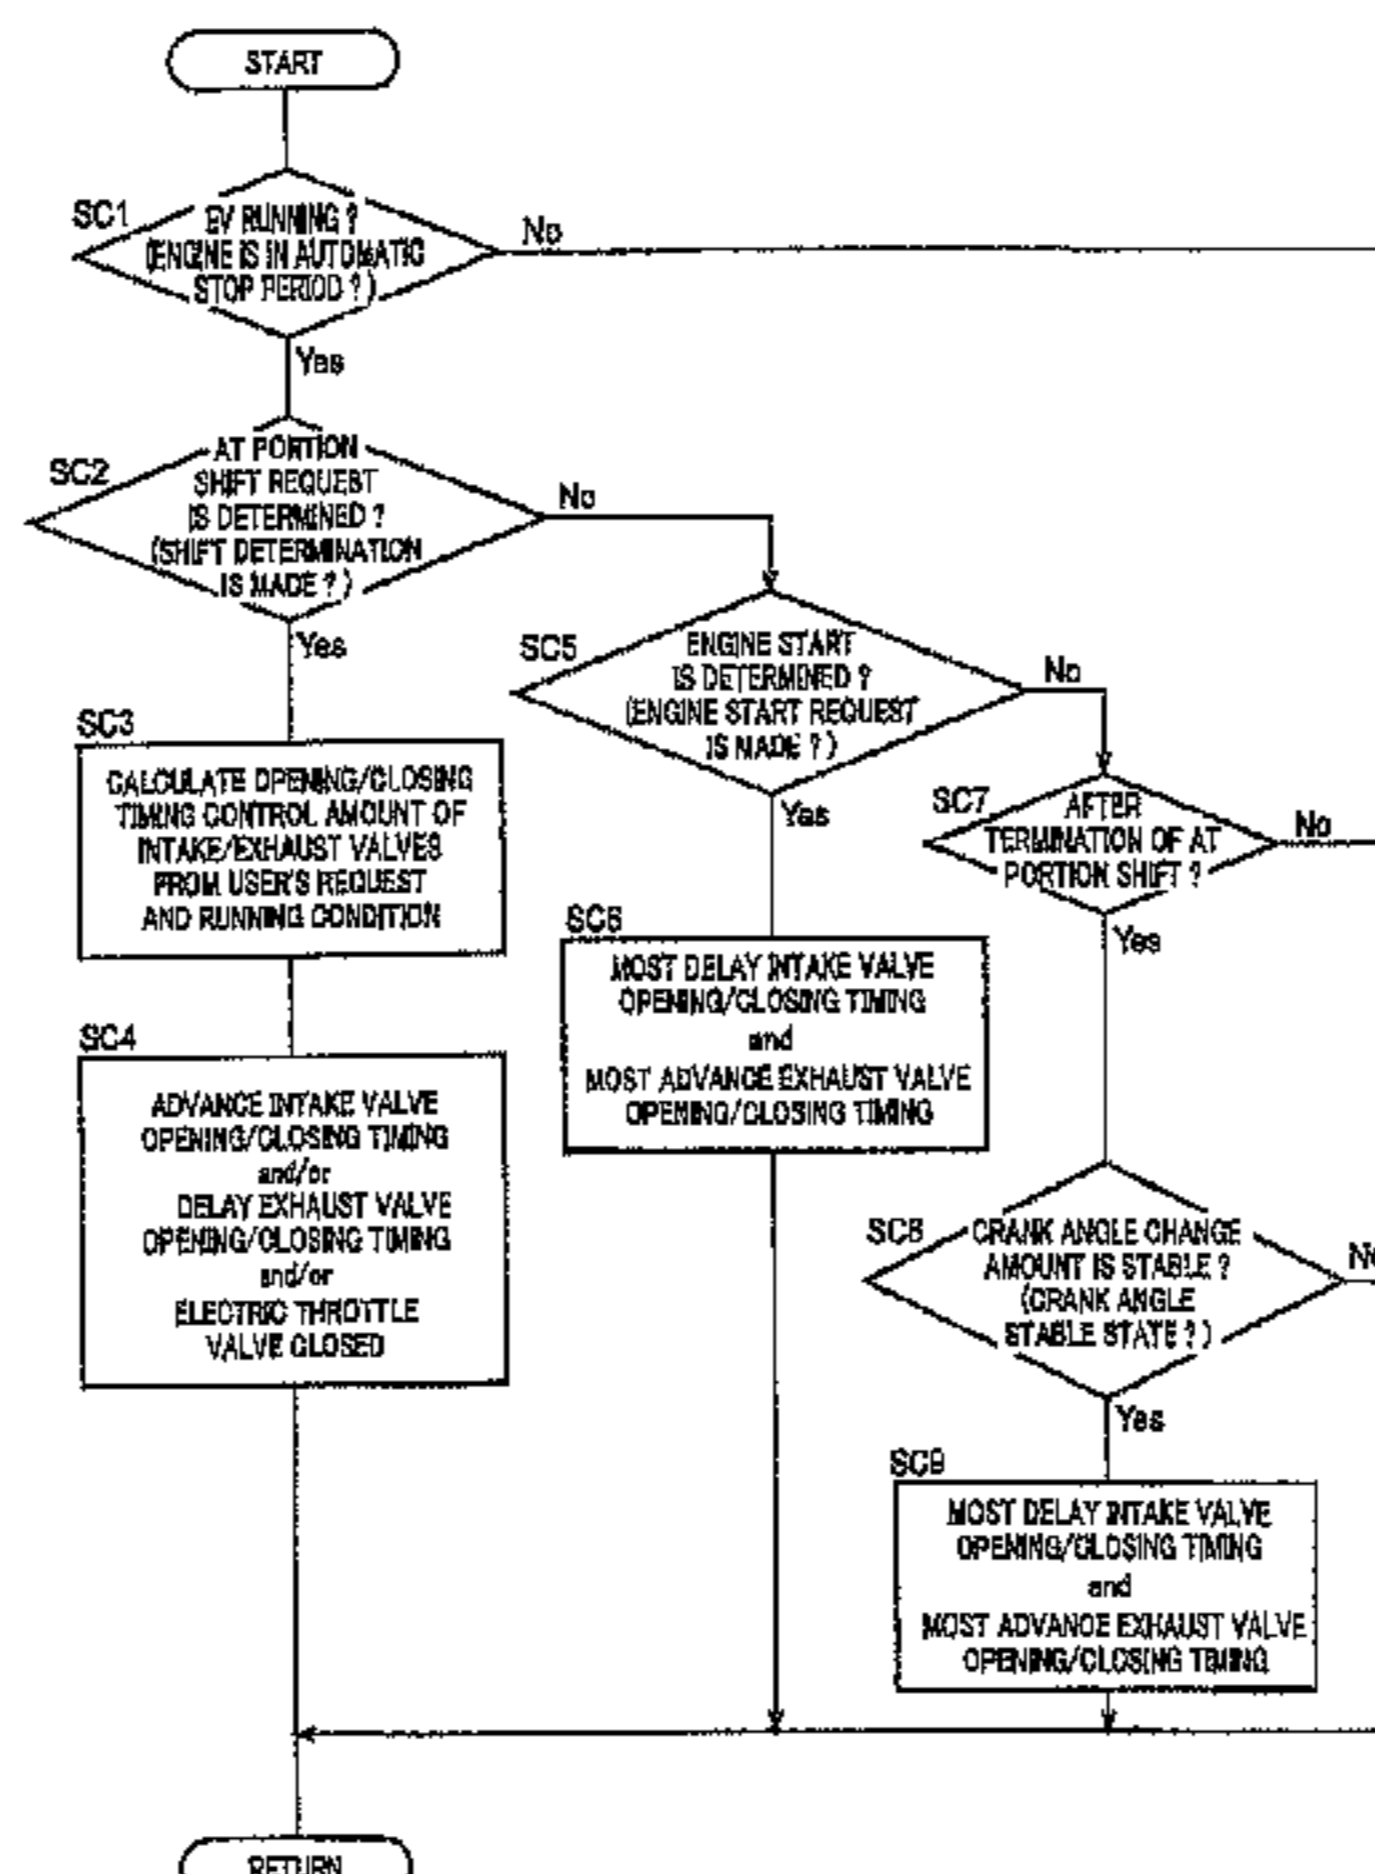 START
SC1
EV RUNNING ?
(ENGINE IS IN AUTOMATIC
STOP PERIOD ?)
No
Yes
SC2
AT PORTION
SHIFT REQUEST
IS DETERMINED ?
(SHIFT DETERMINATION
IS MADE ?)
No
Yes
SC3
CALCULATE OPENING/CLOSING
TIMING CONTROL AMOUNT OF
INTAKE/EXHAUST VALVES
FROM USER'S REQUEST
AND RUNNING CONDITION
SC4
ADVANCE INTAKE VALVE
OPENING/CLOSING TIMING
and/or
DELAY EXHAUST VALVE
OPENING/CLOSING TIMING
and/or
ELECTRIC THROTTLE
VALVE CLOSED
SC5
ENGINE START
IS DETERMINED ?
(ENGINE START REQUEST
IS MADE ?)
No
Yes
SC6
MOST DELAY INTAKE VALVE
OPENING/CLOSING TIMING
and
MOST ADVANCE EXHAUST VALVE
OPENING/CLOSING TIMING
SC7
AFTER
TERMINATION OF AT
PORTION SHIFT ?
No
Yes
SC8
CRANK ANGLE CHANGE
AMOUNT IS STABLE ?
(CRANK ANGLE
STABLE STATE ?)
No
Yes
SC9
MOST DELAY INTAKE VALVE
OPENING/CLOSING TIMING
and
MOST ADVANCE EXHAUST VALVE
OPENING/CLOSING TIMING
RETURN